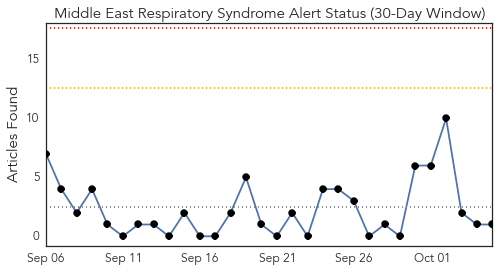 Middle East Respiratory Syndrome Alert Status (30-Day Window)
Articles Found
15
10
5
0
Sep 06 Sep 11 Sep 16 Sep 21 Sep 26 Oct 01